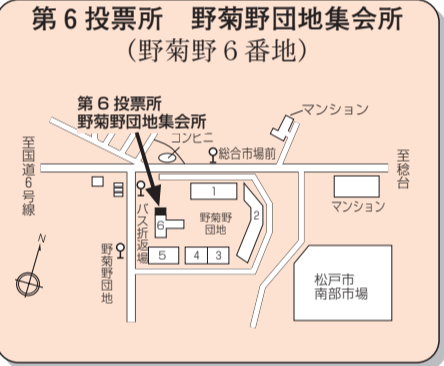 第6投票所　野菊野団地集会所
(野菊野6番地)
第6投票所
野菊野団地集会所
コンビニ
マンション
総合市場前
至国道6号線
至稔台
マンション
バス折返場
野菊野
団地
1
2
3
4
5
6
野菊野団地
松戸市
南部市場
N